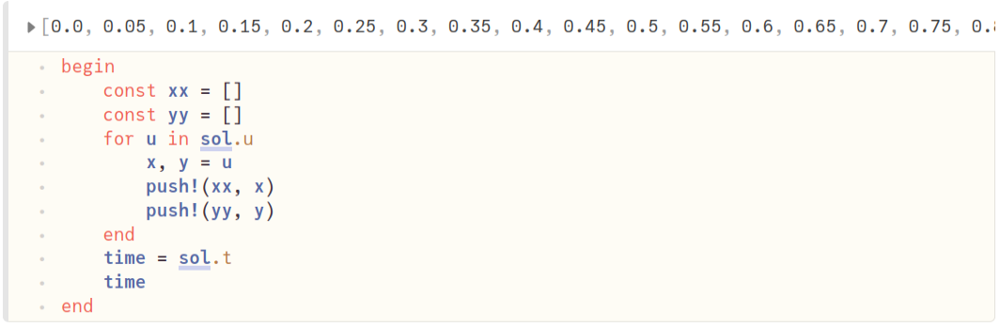 ▶[0.0, 0.05, 0.1, 0.15, 0.2, 0.25, 0.3, 0.35, 0.4, 0.45, 0.5, 0.55, 0.6, 0.65, 0.7, 0.75,
begin
    const xx = []
    const yy = []
    for u in sol.u
        x, y = u
        push!(xx, x)
        push!(yy, y)
    end
    time = sol.t
    time
end